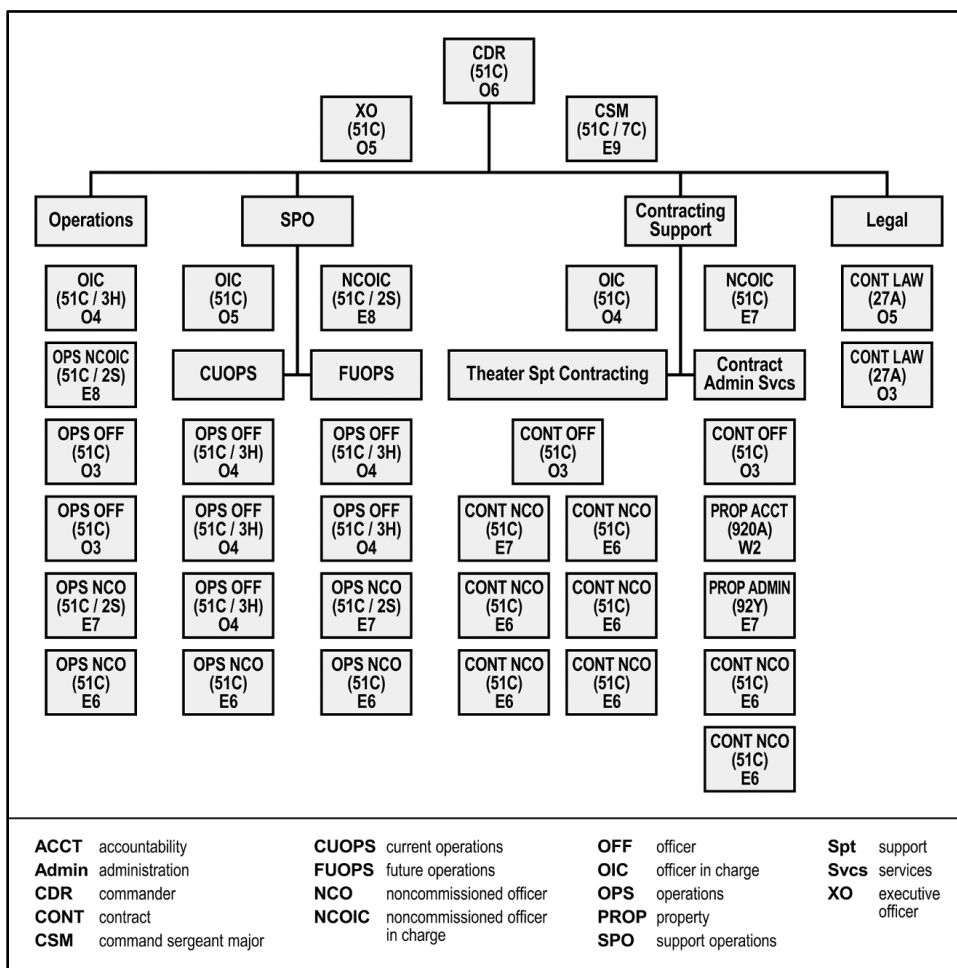 CDR
(51C)
O6
XO
(51C)
O5
CSM
(51C / 7C)
E9
Operations
SPO
Contracting
Support
Legal
OIC
(51C / 3H)
O4
OPS NCOIC
(51C / 2S)
E8
OPS OFF
(51C)
O3
OPS OFF
(51C)
O3
OPS NCO
(51C / 2S)
E7
OPS NCO
(51C)
E6
OIC
(51C)
O5
NCOIC
(51C / 2S)
E8
CUOPS
FUOPS
OPS OFF
(51C / 3H)
O4
OPS OFF
(51C / 3H)
O4
OPS OFF
(51C / 3H)
O4
OPS NCO
(51C)
E6
OPS OFF
(51C / 3H)
O4
OPS OFF
(51C / 3H)
O4
OPS NCO
(51C / 2S)
E7
OPS NCO
(51C)
E6
OIC
(51C)
O4
NCOIC
(51C)
E7
Theater Spt Contracting
Contract
Admin Svcs
CONT OFF
(51C)
O3
CONT NCO
(51C)
E7
CONT NCO
(51C)
E6
CONT NCO
(51C)
E6
CONT NCO
(51C)
E6
CONT NCO
(51C)
E6
CONT NCO
(51C)
E6
CONT OFF
(51C)
O3
PROP ACCT
(920A)
W2
PROP ADMIN
(92Y)
E7
CONT NCO
(51C)
E6
CONT NCO
(51C)
E6
CONT LAW
(27A)
O5
CONT LAW
(27A)
O3
ACCT accountability
Admin administration
CDR commander
CONT contract
CSM command sergeant major
CUOPS current operations
FUOPS future operations
NCO noncommissioned officer
NCOIC noncommissioned officer
in charge
OFF officer
OIC officer in charge
OPS operations
PROP property
SPO support operations
Spt support
Svcs services
XO executive
officer